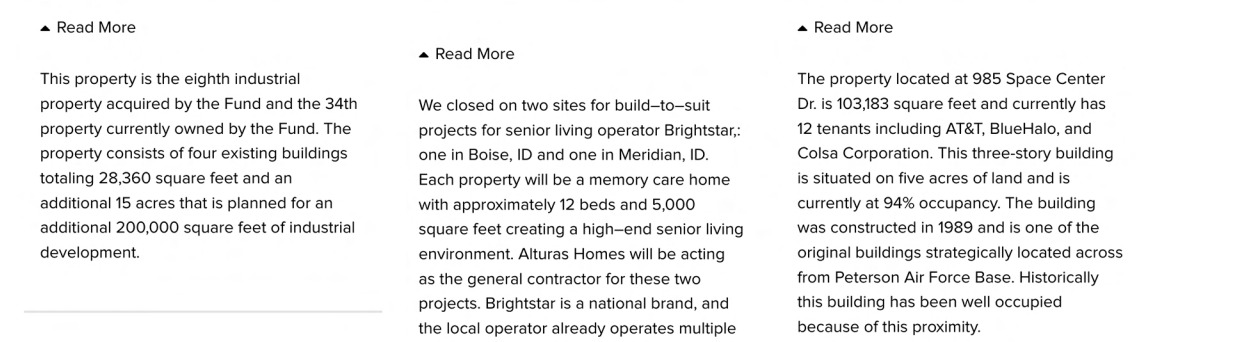 ▲ Read More
This property is the eighth industrial
property acquired by the Fund and the 34th
property currently owned by the Fund. The
property consists of four existing buildings
totaling 28,360 square feet and an
additional 15 acres that is planned for an
additional 200,000 square feet of industrial
development.
▲ Read More
We closed on two sites for build–to–suit
projects for senior living operator Brightstar,:
one in Boise, ID and one in Meridian, ID.
Each property will be a memory care home
with approximately 12 beds and 5,000
square feet creating a high–end senior living
environment. Alturas Homes will be acting
as the general contractor for these two
projects. Brightstar is a national brand, and
the local operator already operates multiple
▲ Read More
The property located at 985 Space Center
Dr. is 103,183 square feet and currently has
12 tenants including AT&T, BlueHalo, and
Colsa Corporation. This three-story building
is situated on five acres of land and is
currently at 94% occupancy. The building
was constructed in 1989 and is one of the
original buildings strategically located across
from Peterson Air Force Base. Historically
this building has been well occupied
because of this proximity.